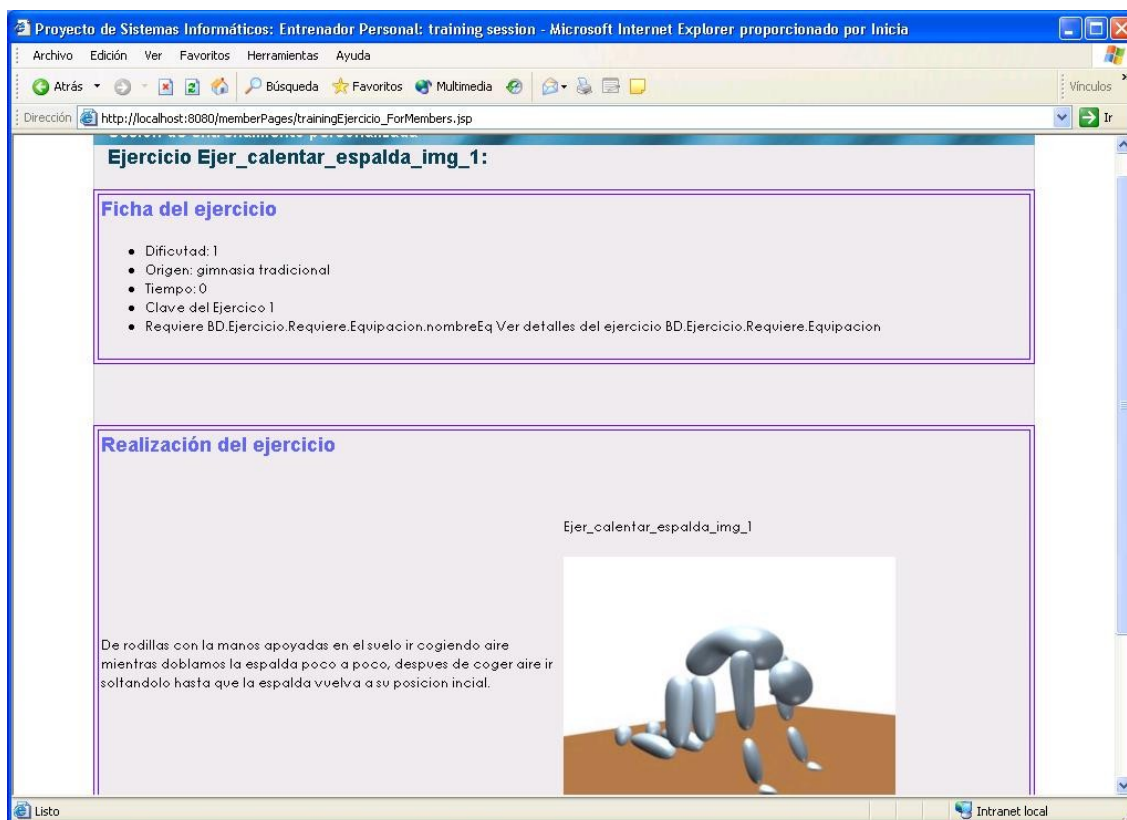 Proyecto de Sistemas Informáticos: Entrenador Personal: training session - Microsoft Internet Explorer proporcionado por Inicia
Archivo Edición Ver Favoritos Herramientas Ayuda
Atrás Búsqueda Favoritos Multimedia Vínculos
Dirección http://localhost:8080/memberPages/trainingEjercicio_ForMembers.jsp Ir
Sesión de entrenamiento personalizada
Ejercicio Ejer_calentar_espalda_img_1:
Ficha del ejercicio
Dificutad: 1
Origen: gimnasia tradicional
Tiempo: 0
Clave del Ejercico 1
Requiere BD.Ejercicio.Requiere.Equipacion.nombreEq Ver detalles del ejercicio BD.Ejercicio.Requiere.Equipacion
Realización del ejercicio
Ejer_calentar_espalda_img_1
De rodillas con la manos apoyadas en el suelo ir cogiendo aire
mientras doblamos la espalda poco a poco, despues de coger aire ir
soltandolo hasta que la espalda vuelva a su posicion incial.
Listo Intranet local